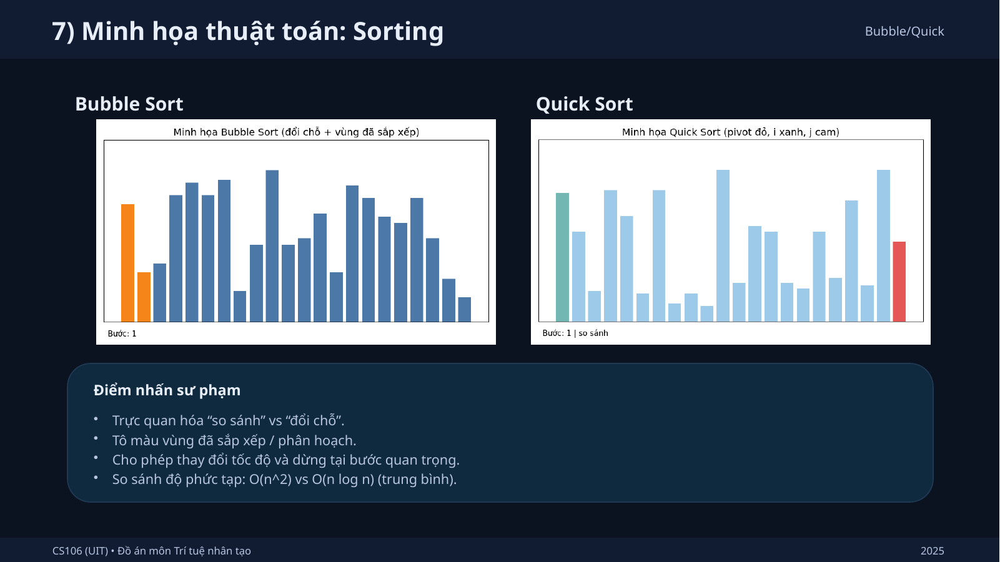 7) Minh họa thuật toán: Sorting
Bubble/Quick
Bubble Sort
Quick Sort
Minh họa Bubble Sort (đổi chỗ + vùng đã sắp xếp)
Bước: 1
Minh họa Quick Sort (pivot đỏ, i xanh, j cam)
Bước: 1 | so sánh
Điểm nhấn sư phạm
• Trực quan hóa “so sánh” vs “đổi chỗ”.
• Tô màu vùng đã sắp xếp / phân hoạch.
• Cho phép thay đổi tốc độ và dừng tại bước quan trọng.
• So sánh độ phức tạp: O(n^2) vs O(n log n) (trung bình).
CS106 (UIT) • Đồ án môn Trí tuệ nhân tạo
2025